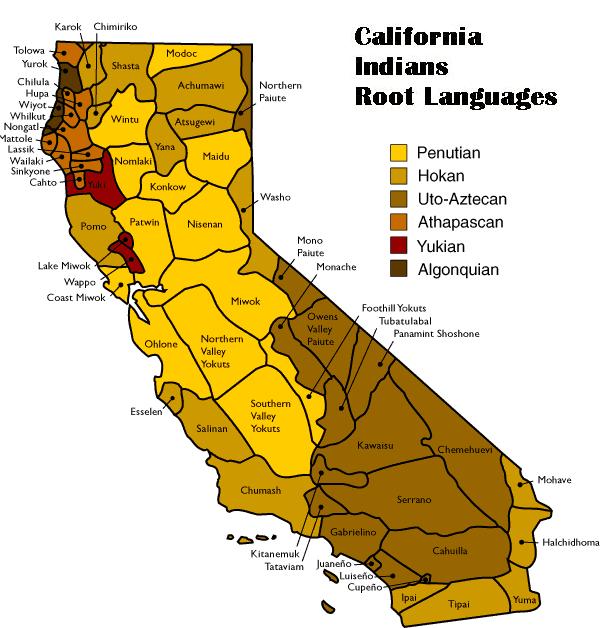 California
Indians
Root Languages
Penutian
Hokan
Uto-Aztecan
Athapascan
Yukian
Algonquian
Karok
Chimiriko
Tolowa
Yurok
Chilula
Hupa
Wiyot
Whilkut
Nongatl
Mattole
Lassik
Wailaki
Sinkyone
Cahto
Modoc
Shasta
Achumawi
Northern
Paiute
Wintu
Atsugewi
Yana
Nomlaki
Maidu
Yuki
Konkow
Washo
Pomo
Patwin
Nisenan
Lake Miwok
Wappo
Coast Miwok
Mono
Paiute
Monache
Miwok
Foothill Yokuts
Tubatulabal
Panamint Shoshone
Owens
Valley
Paiute
Ohlone
Northern
Valley
Yokuts
Esselen
Southern
Valley
Yokuts
Salinan
Kawaisu
Chemehuevi
Chumash
Serrano
Mohave
Kitanemuk
Tataviam
Gabrielino
Cahuilla
Halchidhoma
Juaneño
Luiseño
Cupeño
Ipai
Tipai
Yuma